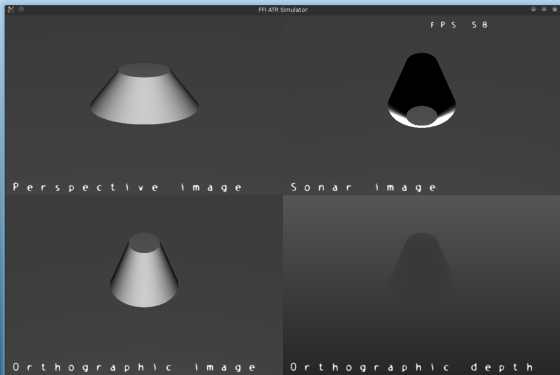 FFI ATR Simulator
FPS 58
Perspective image
Sonar image
Orthographic image
Orthographic depth